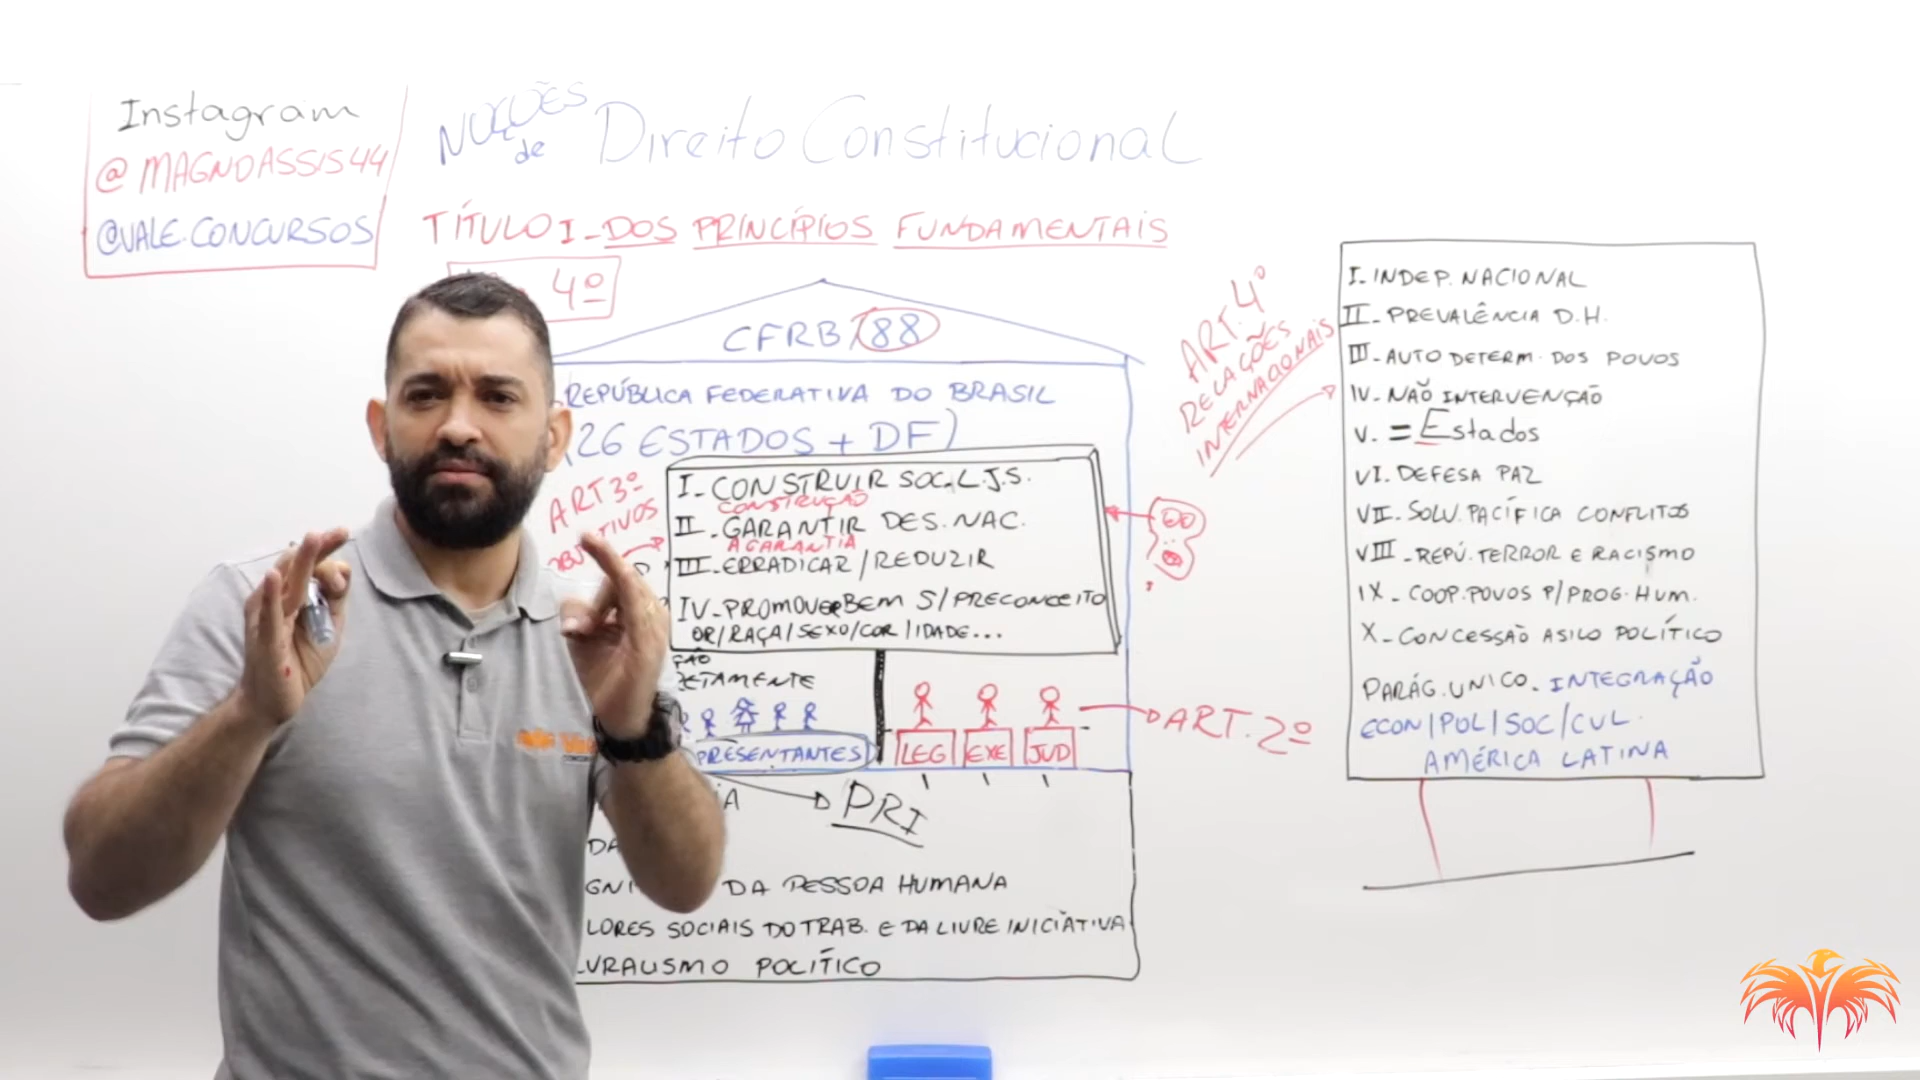 Instagram
@MAGNOASSIS44
@VALE.CONCURSOS
NOÇÕES
de
Direito Constitucional
TÍTULO I - DOS PRINCÍPIOS FUNDAMENTAIS
4º
CFRB/88
REPÚBLICA FEDERATIVA DO BRASIL
(26 ESTADOS + DF)
ART 3º
I - CONSTRUIR SOC. L.J.S.
CONSTRUÇÃO
II - GARANTIR DES. NAC.
A GARANTIA
III - ERRADICAR / REDUZIR
IV - PROMOVER BEM S/PRECONCEITO
OR/RAÇA/SEXO/COR/IDADE...
ETAMENTE
PRESENTANTES
LEG EXE JUD
ART. 2º
PRI
DA PESSOA HUMANA
LORES SOCIAIS DO TRAB. E DA LIVRE INICIATIVA
LURALISMO POLÍTICO
ART. 4º
RELAÇÕES
INTERNACIONAIS
I - INDEP. NACIONAL
II - PREVALÊNCIA D.H.
III - AUTO DETERM. DOS POVOS
IV - NÃO INTERVENÇÃO
V. = Estados
VI. DEFESA PAZ
VII - SOLU. PACÍFICA CONFLITOS
VIII - REPÚ. TERROR E RACISMO
IX - COOP. POVOS P/PROG. HUM.
X - CONCESSÃO ASILO POLÍTICO
PARÁG. UNICO. INTEGRAÇÃO
ECON/POL/SOC/CUL.
AMÉRICA LATINA